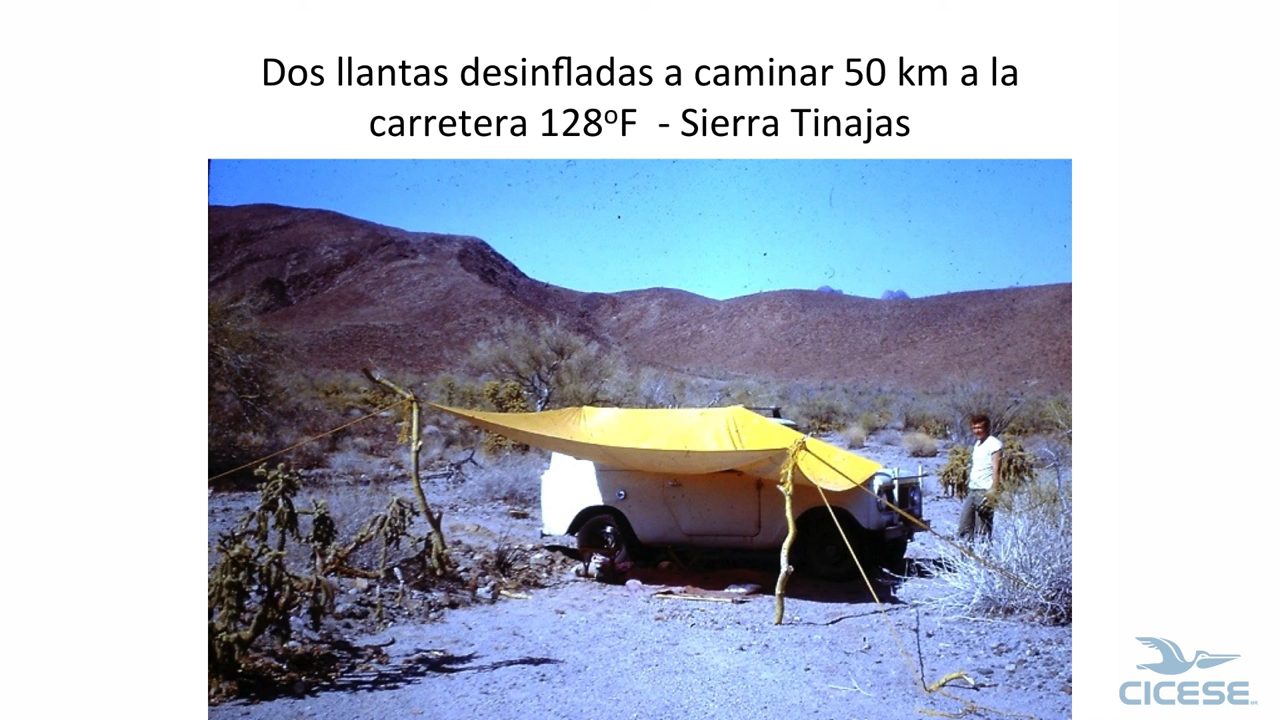 Dos llantas desinfladas a caminar 50 km a la
carretera 128ºF - Sierra Tinajas
CICESE